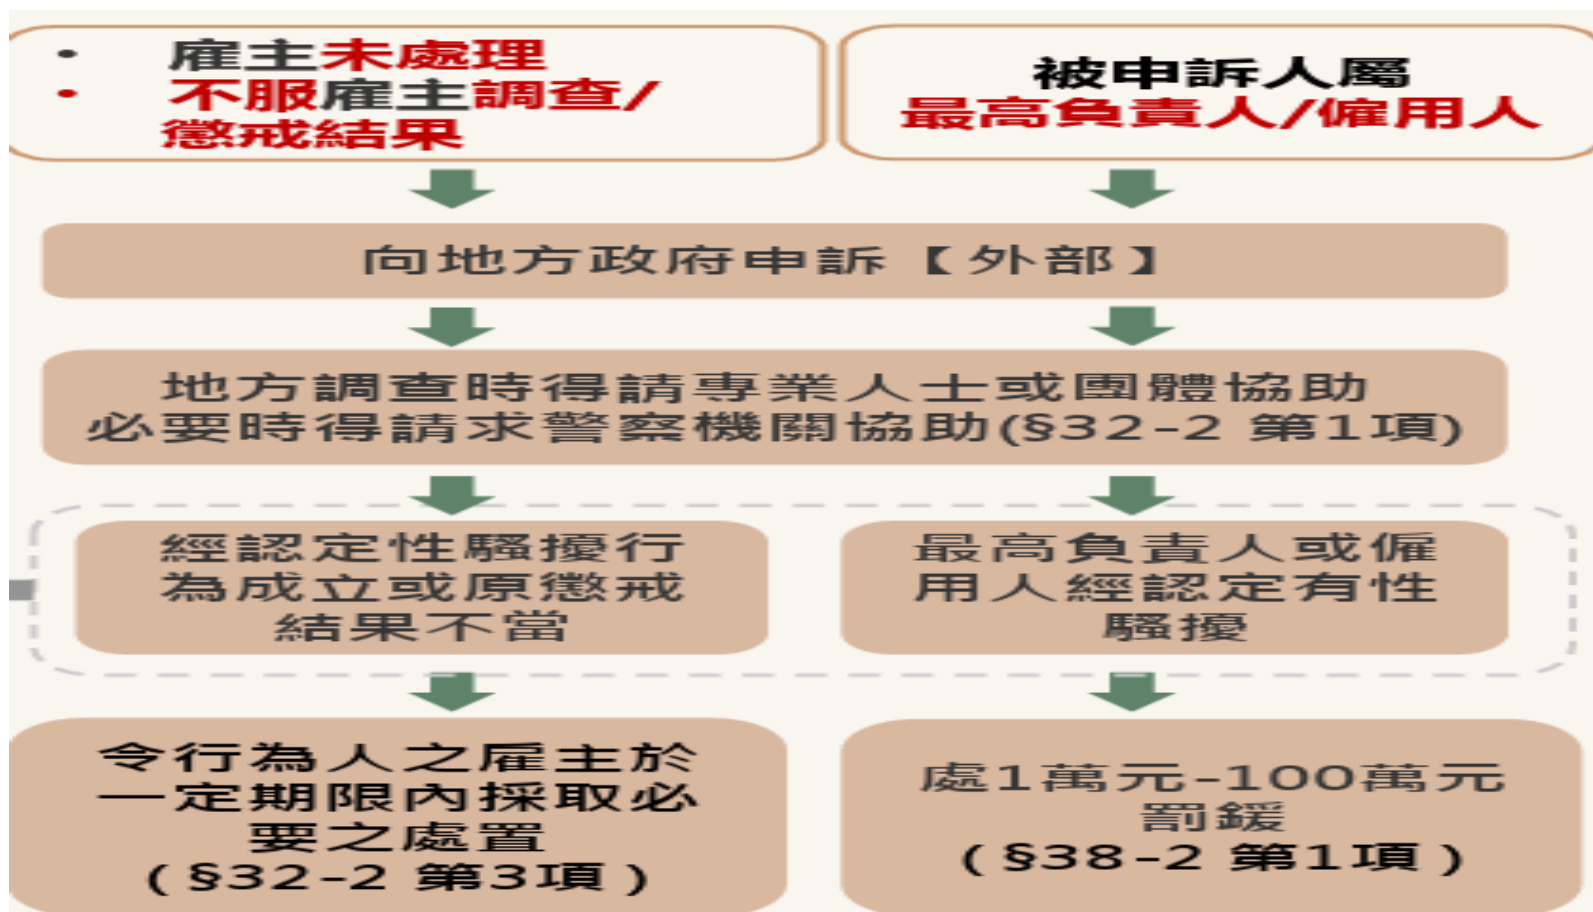 • 雇主未處理
• 不服雇主調查/
懲戒結果
被申訴人屬
最高負責人/僱用人
向地方政府申訴【外部】
地方調查時得請專業人士或團體協助
必要時得請求警察機關協助(§32-2 第1項)
經認定性騷擾行
為成立或原懲戒
結果不當
最高負責人或僱
用人經認定有性
騷擾
令行為人之雇主於
一定期限內採取必
要之處置
(§32-2 第3項)
處1萬元-100萬元
罰鍰
(§38-2 第1項)